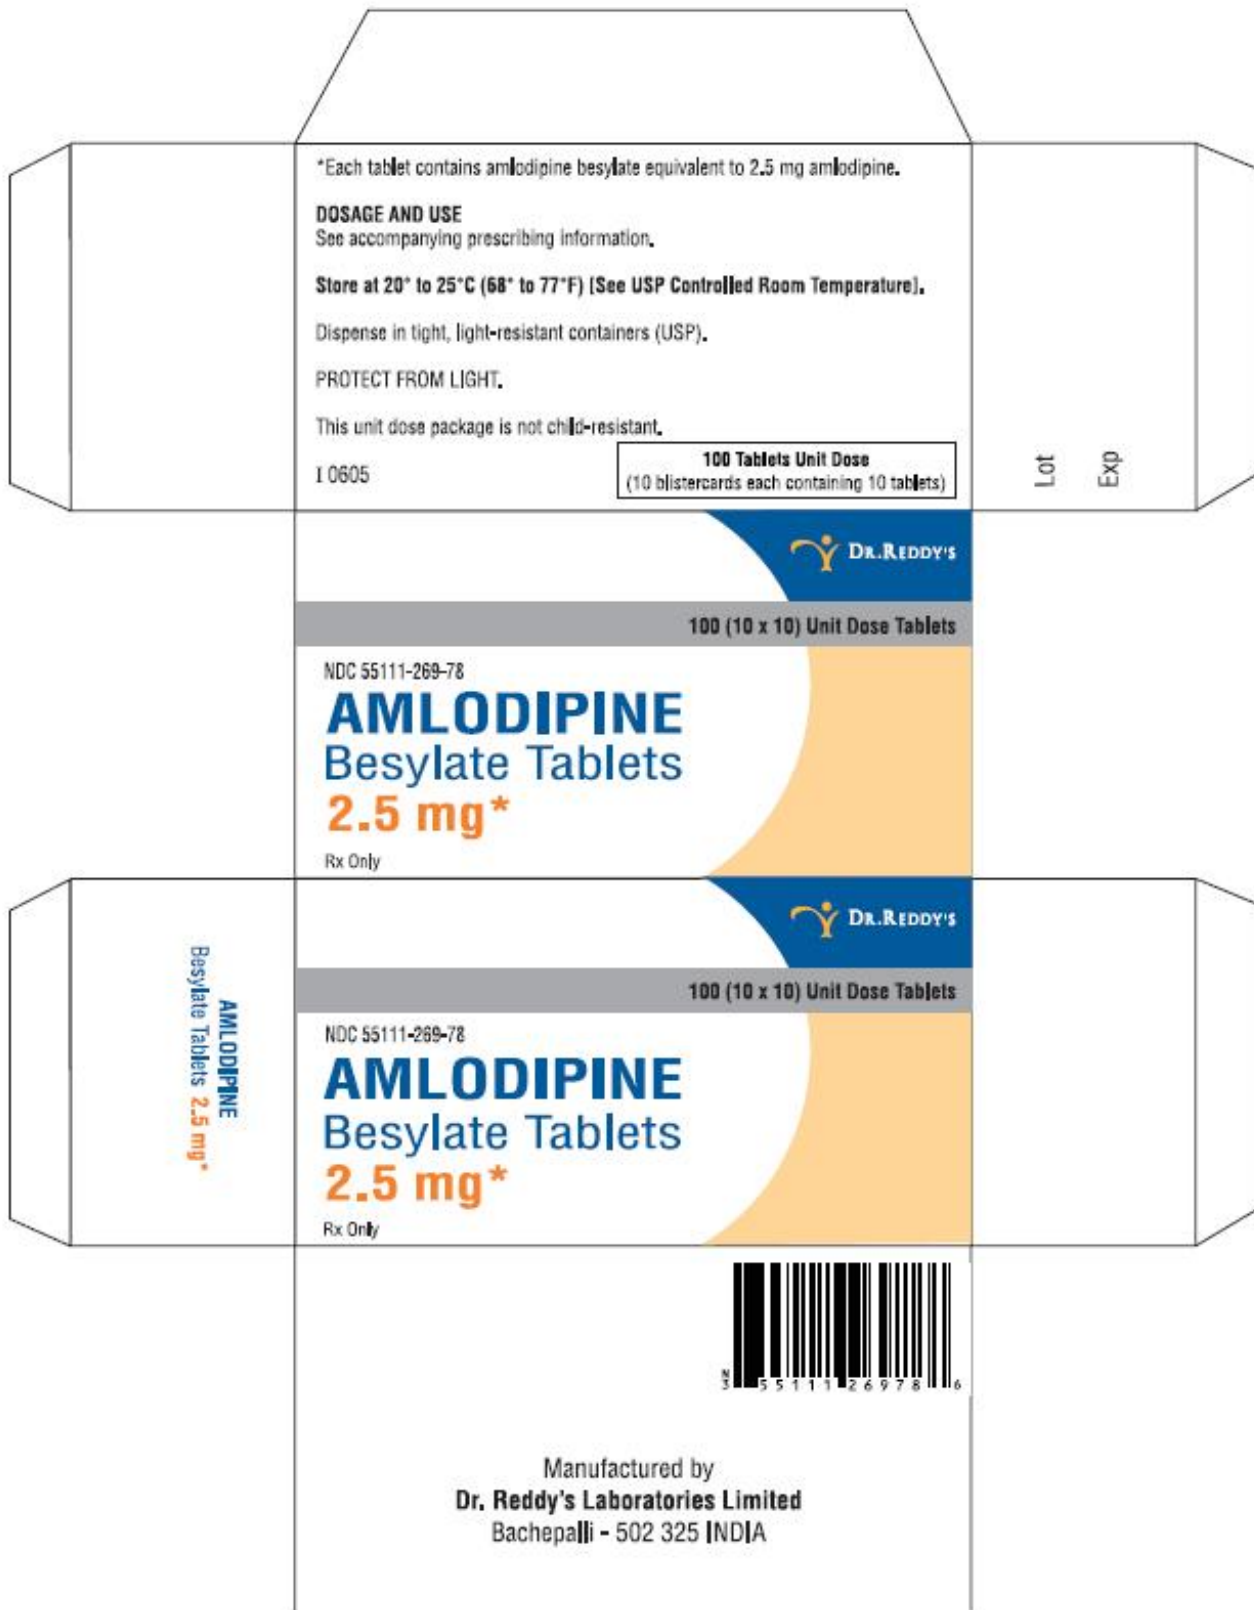 *Each tablet contains amlodipine besylate equivalent to 2.5 mg amlodipine.
DOSAGE AND USE
See accompanying prescribing information.
Store at 20° to 25°C (68° to 77°F) [See USP Controlled Room Temperature].
Dispense in tight, light-resistant containers (USP).
PROTECT FROM LIGHT.
This unit dose package is not child-resistant.
I 0605
100 Tablets Unit Dose
(10 blistercards each containing 10 tablets)
Lot
Exp
DR.REDDY'S
100 (10 x 10) Unit Dose Tablets
NDC 55111-269-78
AMLODIPINE
Besylate Tablets
2.5 mg*
Rx Only
AMLODIPINE
Besylate Tablets 2.5 mg*
DR.REDDY'S
100 (10 x 10) Unit Dose Tablets
NDC 55111-269-78
AMLODIPINE
Besylate Tablets
2.5 mg*
Rx Only
N
3 55111 26978 6
Manufactured by
Dr. Reddy's Laboratories Limited
Bachepalli - 502 325 INDIA